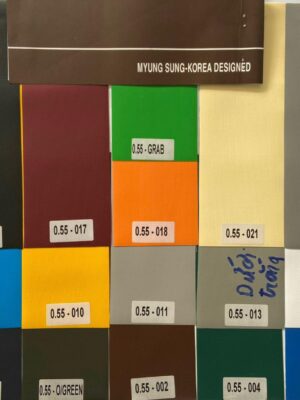 MYUNG SUNG-KOREA DESIGNED
0.55 - GRAB
0.55 - 017
0.55 - 018
0.55 - 021
0.55 - 010
0.55 - 011
0.55 - 013
trắng
0.55 - O/GREEN
0.55 - 002
0.55 - 004